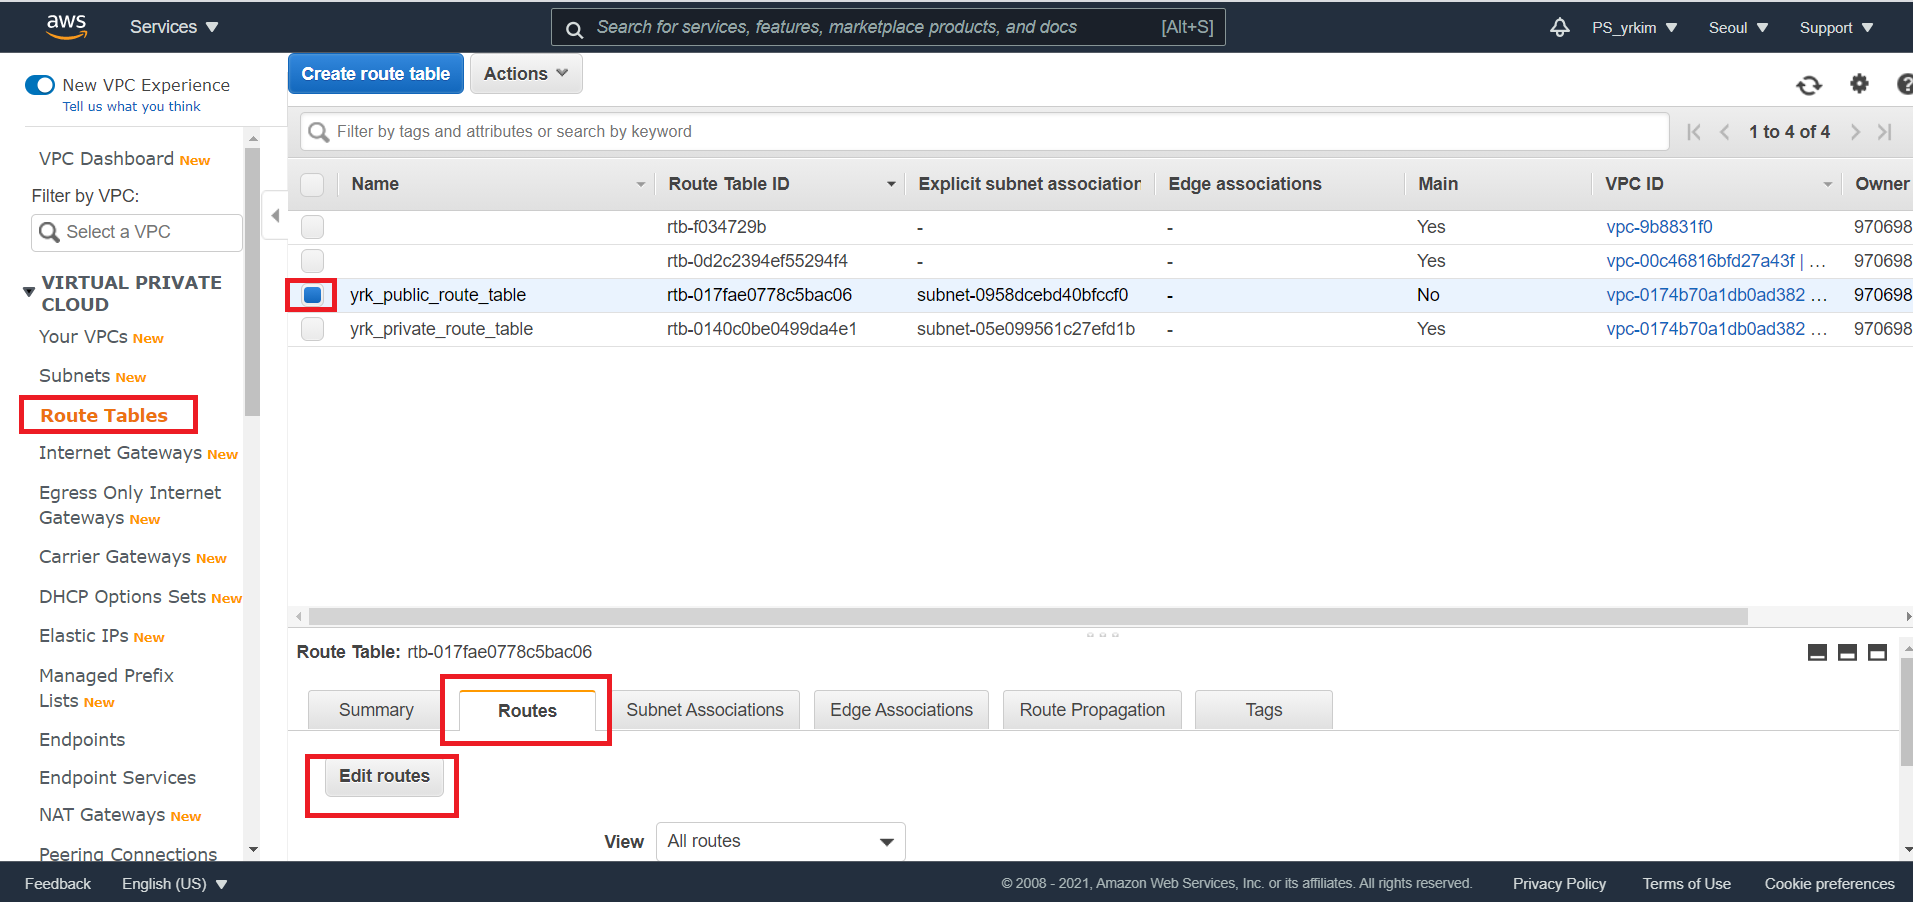 aws
Services
Search for services, features, marketplace products, and docs [Alt+S]
PS_yrkim
Seoul
Support
New VPC Experience
Tell us what you think
VPC Dashboard New
Filter by VPC:
Select a VPC
VIRTUAL PRIVATE
CLOUD
Your VPCs New
Subnets New
Route Tables
Internet Gateways New
Egress Only Internet
Gateways New
Carrier Gateways New
DHCP Options Sets New
Elastic IPs New
Managed Prefix
Lists New
Endpoints
Endpoint Services
NAT Gateways New
Peering Connections
Create route table
Actions
Filter by tags and attributes or search by keyword
1 to 4 of 4
Name Route Table ID Explicit subnet association Edge associations Main VPC ID Owner
rtb-f034729b - - Yes vpc-9b8831f0 970698
rtb-0d2c2394ef55294f4 - - Yes vpc-00c46816bfd27a43f | ... 970698
yrk_public_route_table rtb-017fae0778c5bac06 subnet-0958dcebd40bfccf0 - No vpc-0174b70a1db0ad382 ... 970698
yrk_private_route_table rtb-0140c0be0499da4e1 subnet-05e099561c27efd1b - Yes vpc-0174b70a1db0ad382 ... 970698
Route Table: rtb-017fae0778c5bac06
Summary
Routes
Subnet Associations
Edge Associations
Route Propagation
Tags
Edit routes
View All routes
Feedback
English (US)
© 2008 - 2021, Amazon Web Services, Inc. or its affiliates. All rights reserved.
Privacy Policy
Terms of Use
Cookie preferences